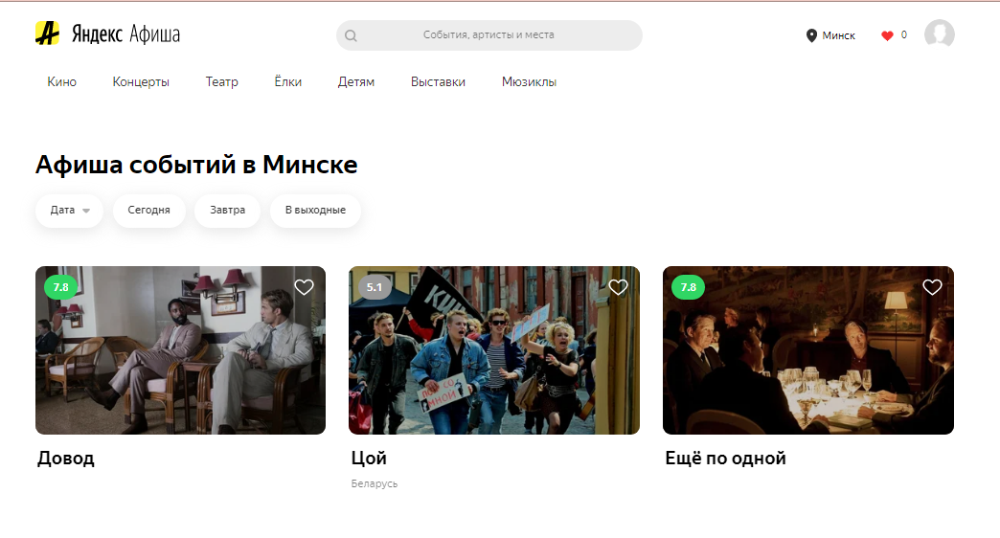 Яндекс Афиша
События, артисты и места
Минск
0
Кино
Концерты
Театр
Ёлки
Детям
Выставки
Мюзиклы
Афиша событий в Минске
Дата
Сегодня
Завтра
В выходные
7.8
5.1
7.8
Довод
Цой
Ещё по одной
Беларусь